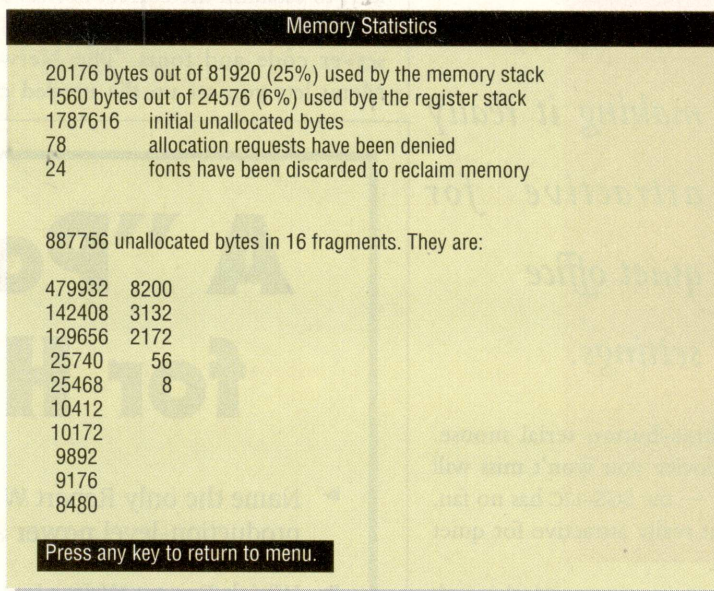 Memory Statistics
20176 bytes out of 81920 (25%) used by the memory stack
1560 bytes out of 24576 (6%) used bye the register stack
1787616 initial unallocated bytes
78 allocation requests have been denied
24 fonts have been discarded to reclaim memory
887756 unallocated bytes in 16 fragments. They are:
479932 8200
142408 3132
129656 2172
25740 56
25468 8
10412
10172
9892
9176
8480
Press any key to return to menu.